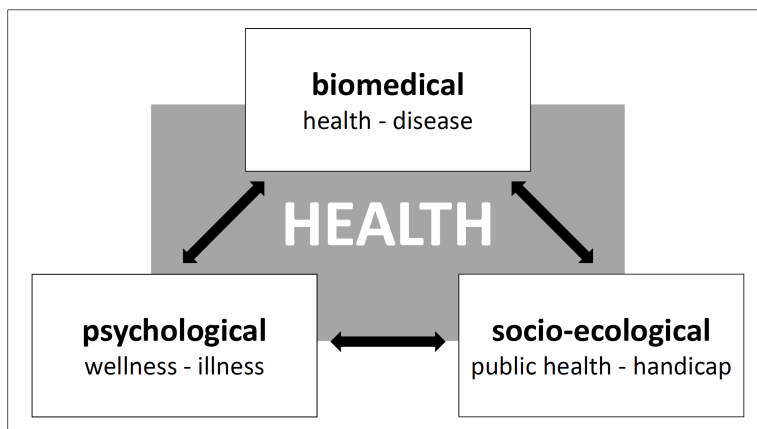 biomedical
health - disease
HEALTH
psychological
wellness - illness
socio-ecological
public health - handicap